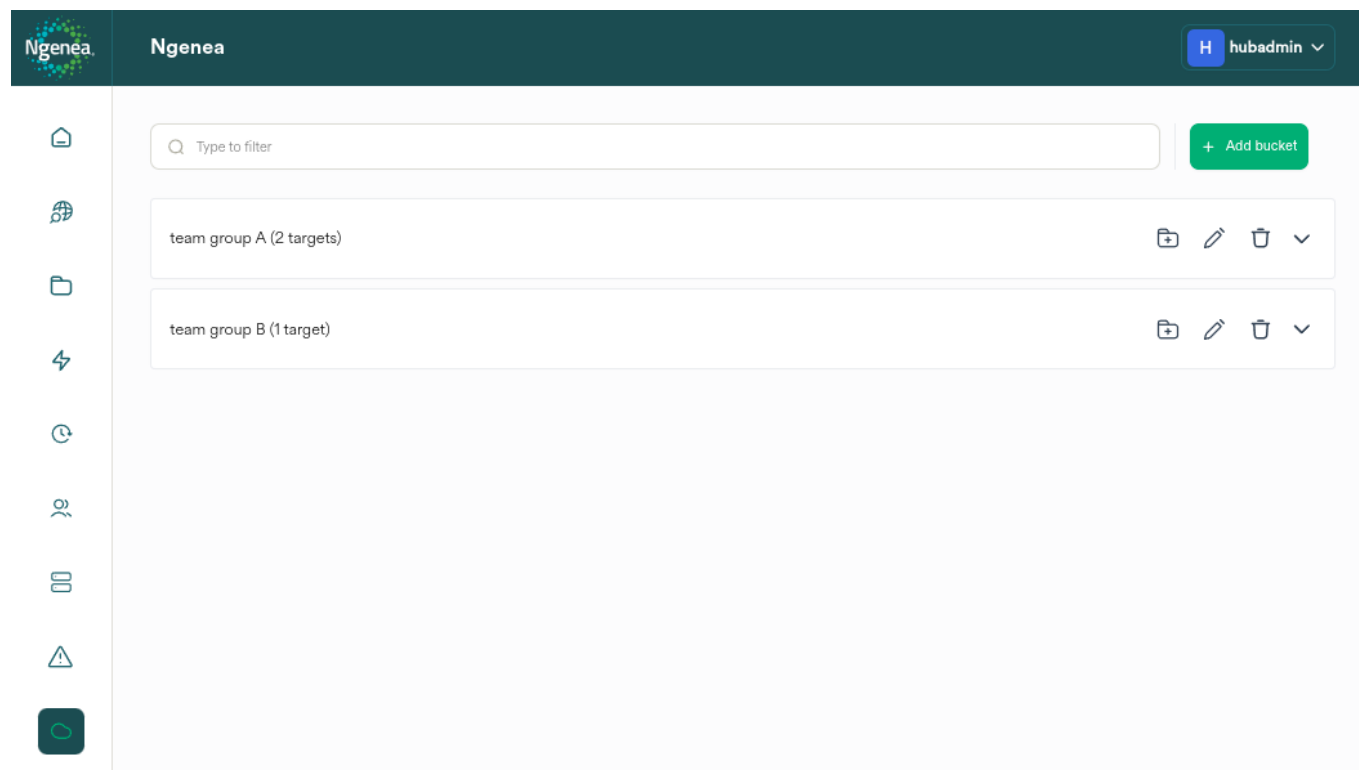 Ngenea.
Ngenea
H hubadmin
Type to filter
+ Add bucket
team group A (2 targets)
team group B (1 target)